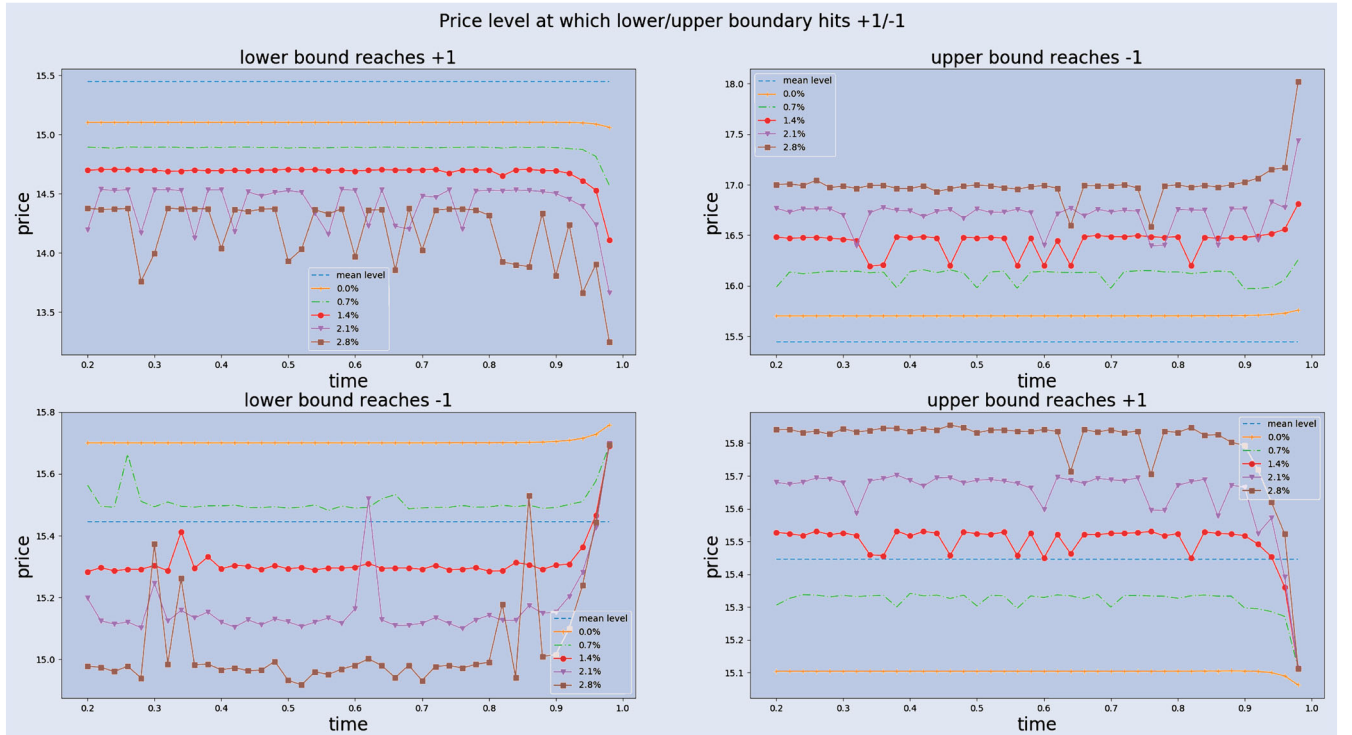 Price level at which lower/upper boundary hits +1/-1
lower bound reaches +1
15.5
15.0
14.5
14.0
13.5
price
mean level
0.0%
0.7%
1.4%
2.1%
2.8%
0.2 0.3 0.4 0.5 0.6 0.7 0.8 0.9 1.0
time
upper bound reaches -1
18.0
17.5
17.0
16.5
16.0
15.5
price
mean level
0.0%
0.7%
1.4%
2.1%
2.8%
0.2 0.3 0.4 0.5 0.6 0.7 0.8 0.9 1.0
time
lower bound reaches -1
15.8
15.6
15.4
15.2
15.0
price
mean level
0.0%
0.7%
1.4%
2.1%
2.8%
0.2 0.3 0.4 0.5 0.6 0.7 0.8 0.9 1.0
time
upper bound reaches +1
15.8
15.7
15.6
15.5
15.4
15.3
15.2
15.1
price
mean level
0.0%
0.7%
1.4%
2.1%
2.8%
0.2 0.3 0.4 0.5 0.6 0.7 0.8 0.9 1.0
time